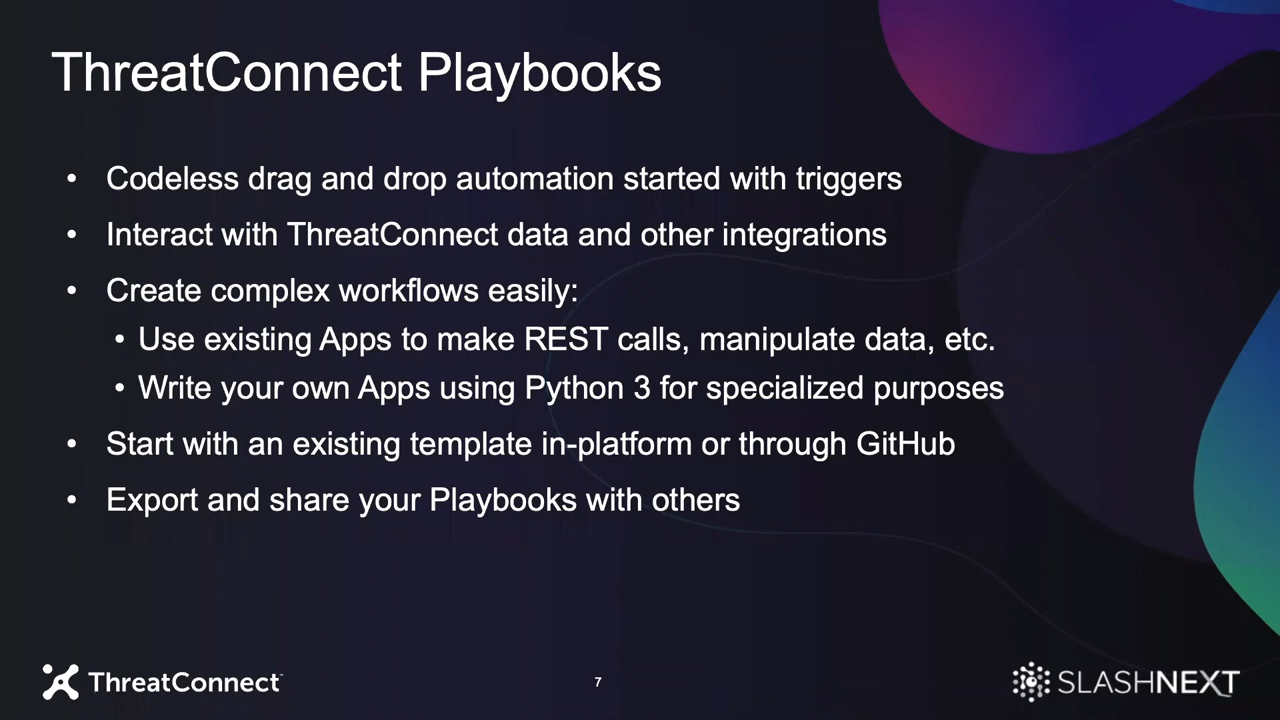 ThreatConnect Playbooks
• Codeless drag and drop automation started with triggers
• Interact with ThreatConnect data and other integrations
• Create complex workflows easily:
• Use existing Apps to make REST calls, manipulate data, etc.
• Write your own Apps using Python 3 for specialized purposes
• Start with an existing template in-platform or through GitHub
• Export and share your Playbooks with others
ThreatConnect™
7
SLASHNEXT